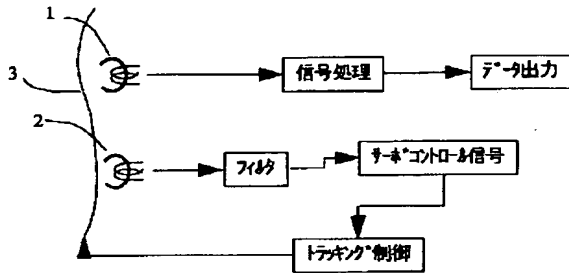 1
3
信号処理
データ出力
2
フィルタ
サーボコントロール信号
トラッキング制御